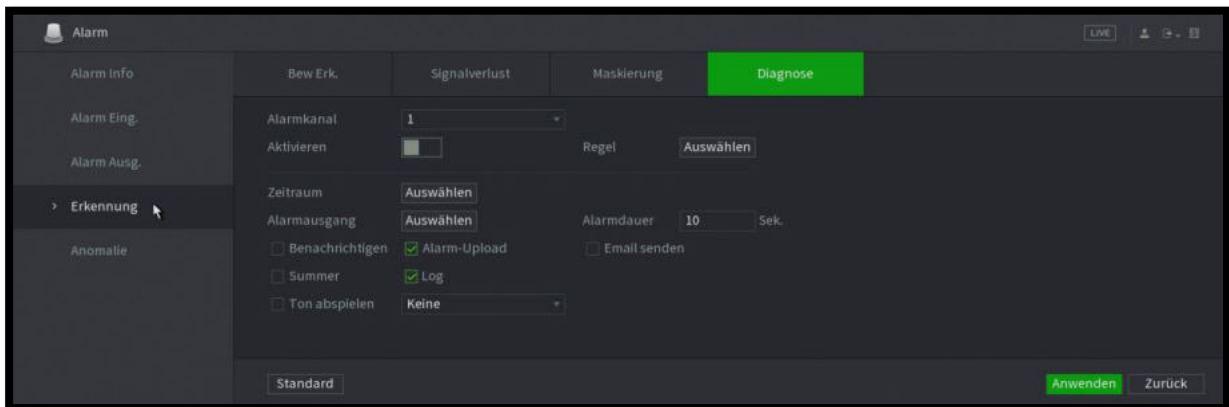 Alarm
LIVE
Alarm Info
Alarm Eing.
Alarm Ausg.
> Erkennung
Anomalie
Bew Erk. Signalverlust Maskierung Diagnose
Alarmkanal 1
Aktivieren Regel Auswählen
Zeitraum Auswählen
Alarmausgang Auswählen Alarmdauer 10 Sek.
Benachrichtigen Alarm-Upload Email senden
Summer Log
Ton abspielen Keine
Standard Anwenden Zurück